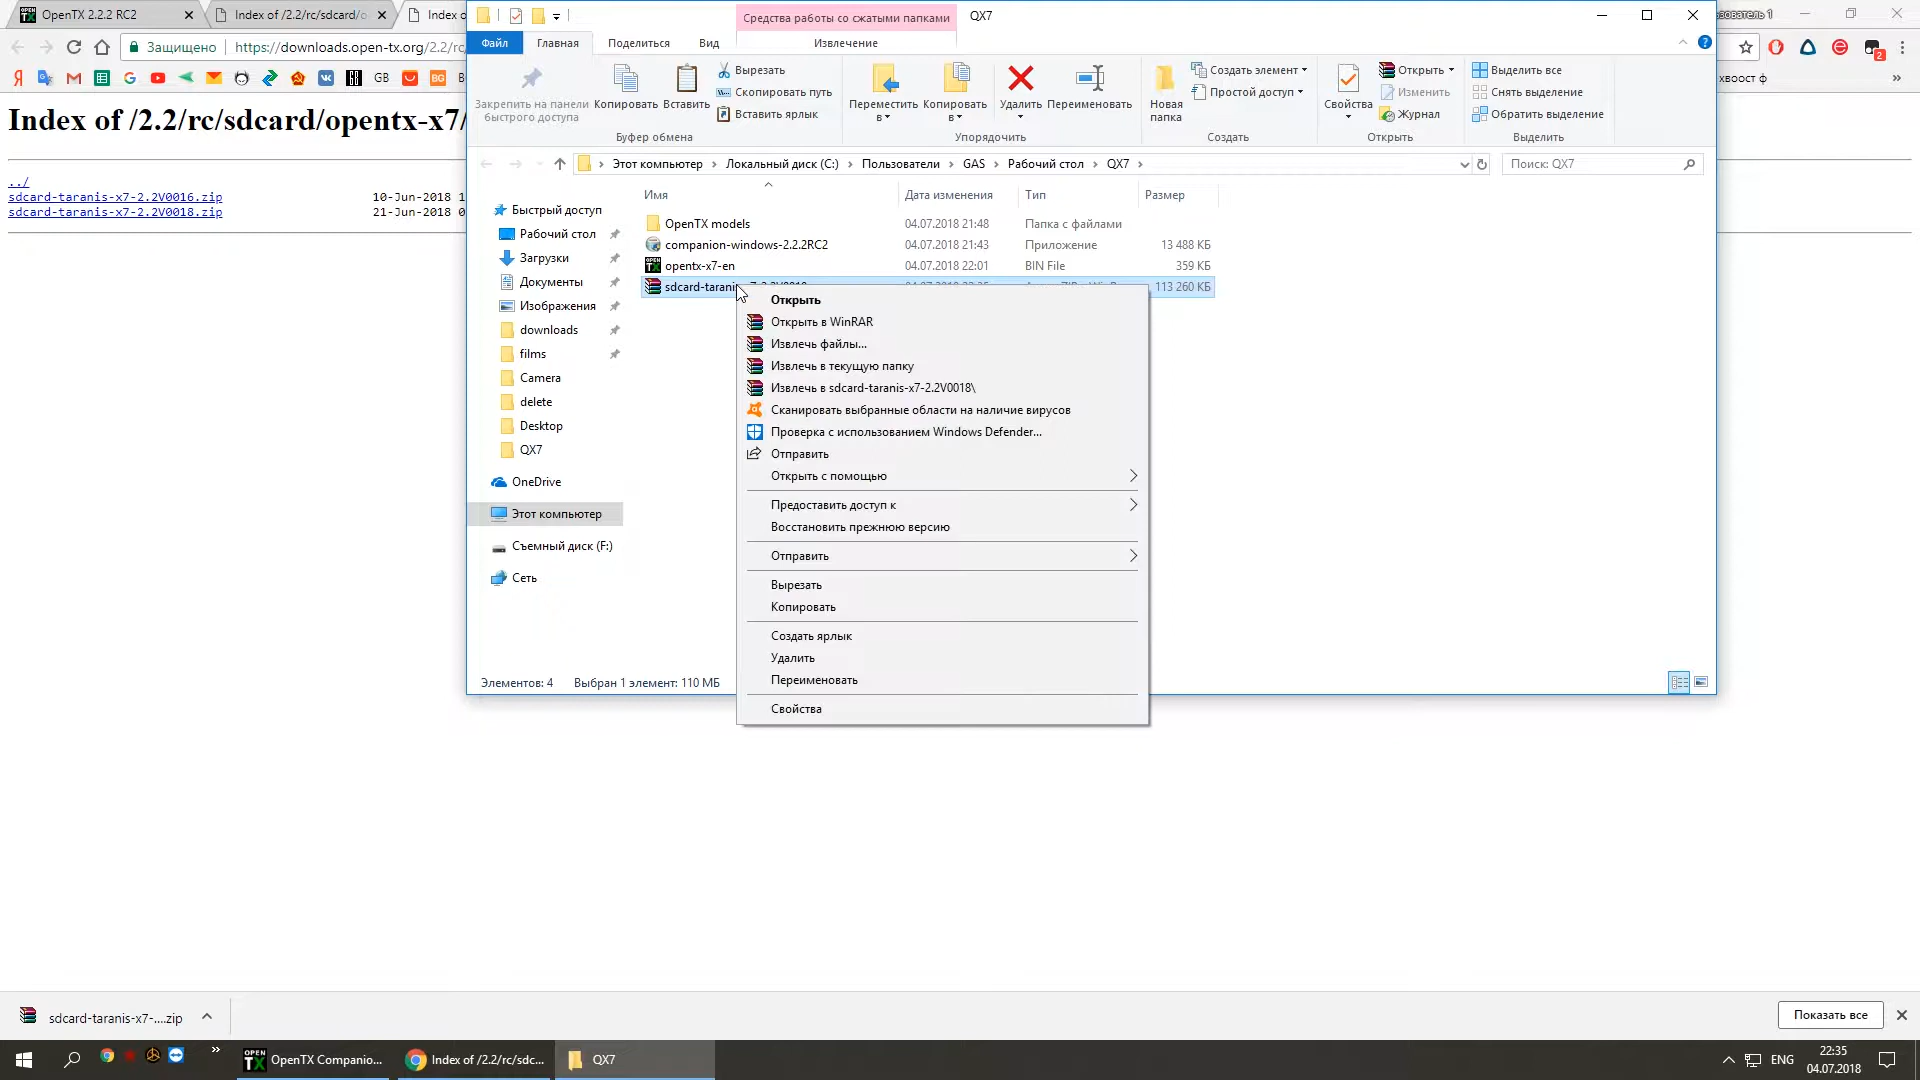 OpenTX 2.2.2 RC2
Index of /2.2/rc/sdcard/o
Средства работы со сжатыми папками
QX7
Файл
Главная
Поделиться
Вид
Извлечение
Защищено
https://downloads.open-tx.org/2.2/rc
GB
Закрепить на панели
быстрого доступа
Копировать
Вставить
Вырезать
Скопировать путь
Вставить ярлык
Буфер обмена
Переместить
в
Копировать
в
Удалить
Переименовать
Упорядочить
Новая
папка
Создать элемент
Простой доступ
Создать
Свойства
Открыть
Изменить
Журнал
Открыть
Выделить все
Снять выделение
Обратить выделение
Выделить
Index of /2.2/rc/sdcard/opentx-x7/
../
sdcard-taranis-x7-2.2V0016.zip 10-Jun-2018 1
sdcard-taranis-x7-2.2V0018.zip 21-Jun-2018 0
Этот компьютер
Локальный диск (C:)
Пользователи
GAS
Рабочий стол
QX7
Поиск: QX7
Быстрый доступ
Рабочий стол
Загрузки
Документы
Изображения
downloads
films
Camera
delete
Desktop
QX7
OneDrive
Этот компьютер
Съемный диск (F:)
Сеть
Имя Дата изменения Тип Размер
OpenTX models 04.07.2018 21:48 Папка с файлами
companion-windows-2.2.2RC2 04.07.2018 21:43 Приложение 13 488 КБ
opentx-x7-en 04.07.2018 22:01 BIN File 359 КБ
sdcard-tarani 113 260 КБ
Открыть
Открыть в WinRAR
Извлечь файлы...
Извлечь в текущую папку
Извлечь в sdcard-taranis-x7-2.2V0018\
Сканировать выбранные области на наличие вирусов
Проверка с использованием Windows Defender...
Отправить
Открыть с помощью
Предоставить доступ к
Восстановить прежнюю версию
Отправить
Вырезать
Копировать
Создать ярлык
Удалить
Переименовать
Свойства
Элементов: 4
Выбран 1 элемент: 110 МБ
sdcard-taranis-x7-....zip
Показать все
OpenTX Companio...
Index of /2.2/rc/sdc...
QX7
ENG
22:35
04.07.2018